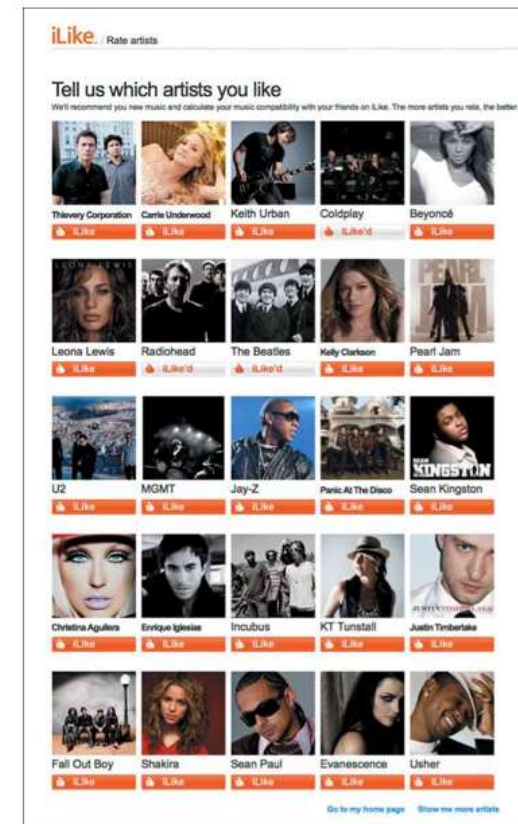 iLike. / Rate artists
Tell us which artists you like
We'll recommend you new music and calculate your music compatibility with your friends on iLike. The more artists you rate, the better
Thievery Corporation Carrie Underwood Keith Urban Coldplay Beyoncé
iLike iLike iLike iLike'd iLike
LEONA LEWIS PEARL JAM
Leona Lewis Radiohead The Beatles Kelly Clarkson Pearl Jam
iLike iLike'd iLike'd iLike iLike
SEAN KINGSTON
U2 MGMT Jay-Z Panic At The Disco Sean Kingston
iLike iLike iLike iLike iLike
JUSTIN TIMBERLAKE
Christina Aguilera Enrique Iglesias Incubus KT Tunstall Justin Timberlake
iLike iLike iLike iLike iLike
Fall Out Boy Shakira Sean Paul Evanescence Usher
iLike iLike iLike iLike iLike
Go to my home page Show me more artists